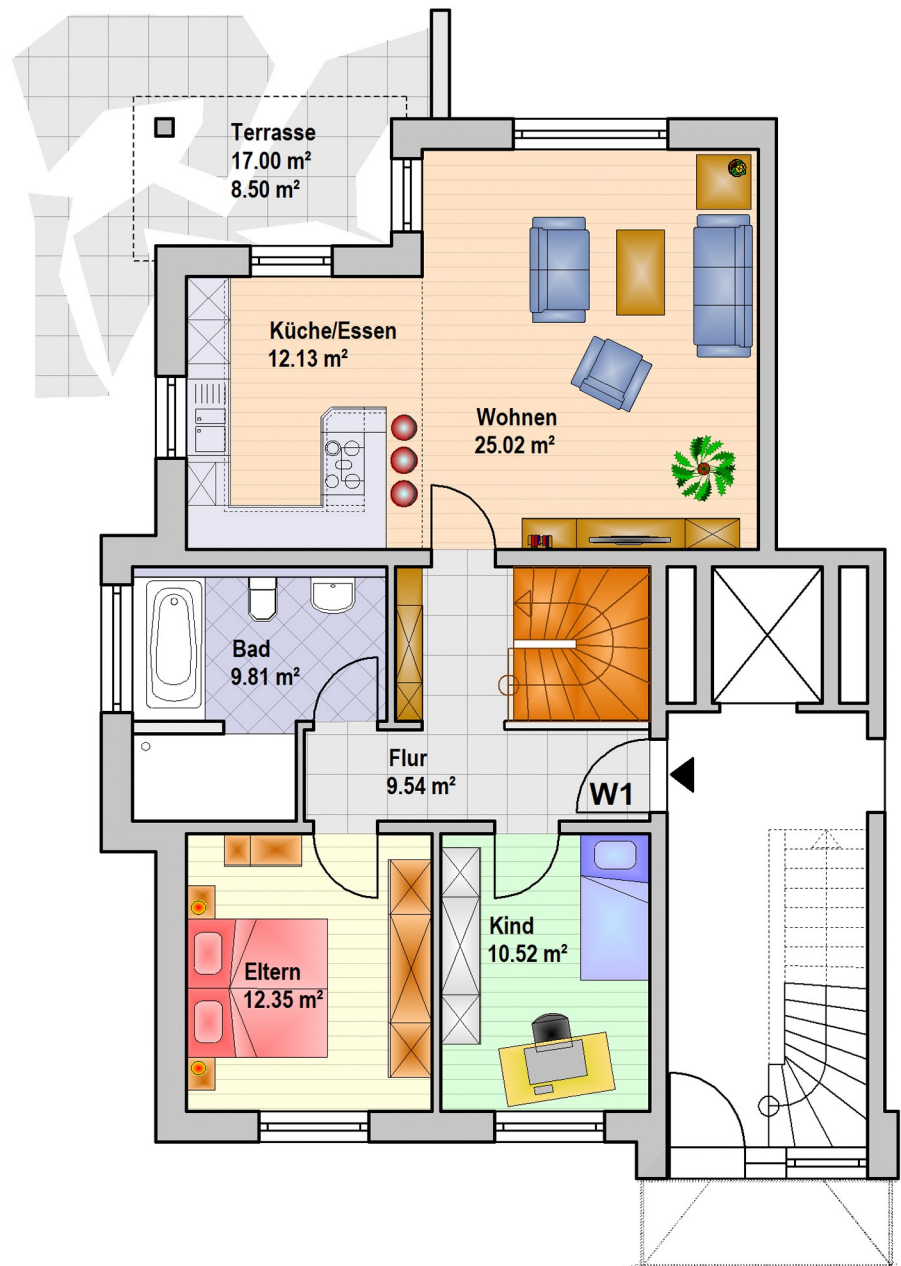 Terrasse
17.00 m²
8.50 m²
Küche/Essen
12.13 m²
Wohnen
25.02 m²
Bad
9.81 m²
Flur
9.54 m²
W1
Kind
10.52 m²
Eltern
12.35 m²